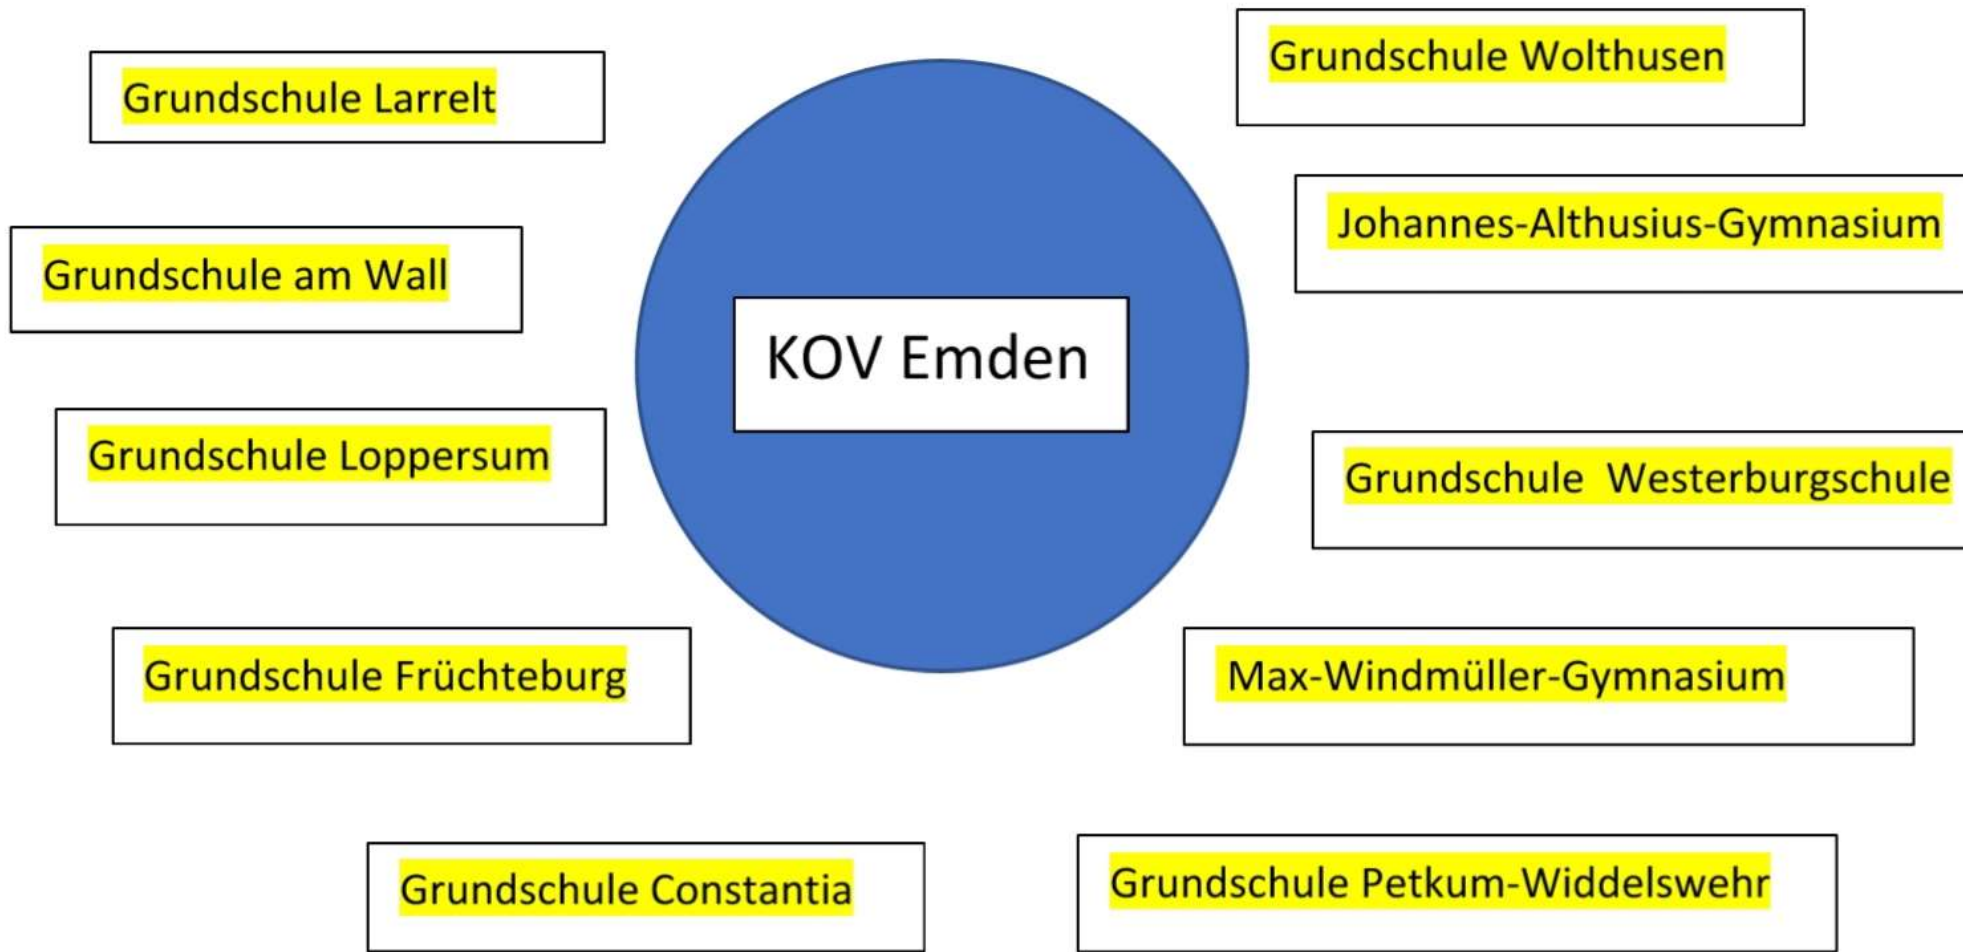 Grundschule Larrelt
Grundschule am Wall
Grundschule Loppersum
Grundschule Früchteburg
Grundschule Constantia
KOV Emden
Grundschule Wolthusen
Johannes-Althusius-Gymnasium
Grundschule  Westerburgschule
Max-Windmüller-Gymnasium
Grundschule Petkum-Widdelswehr